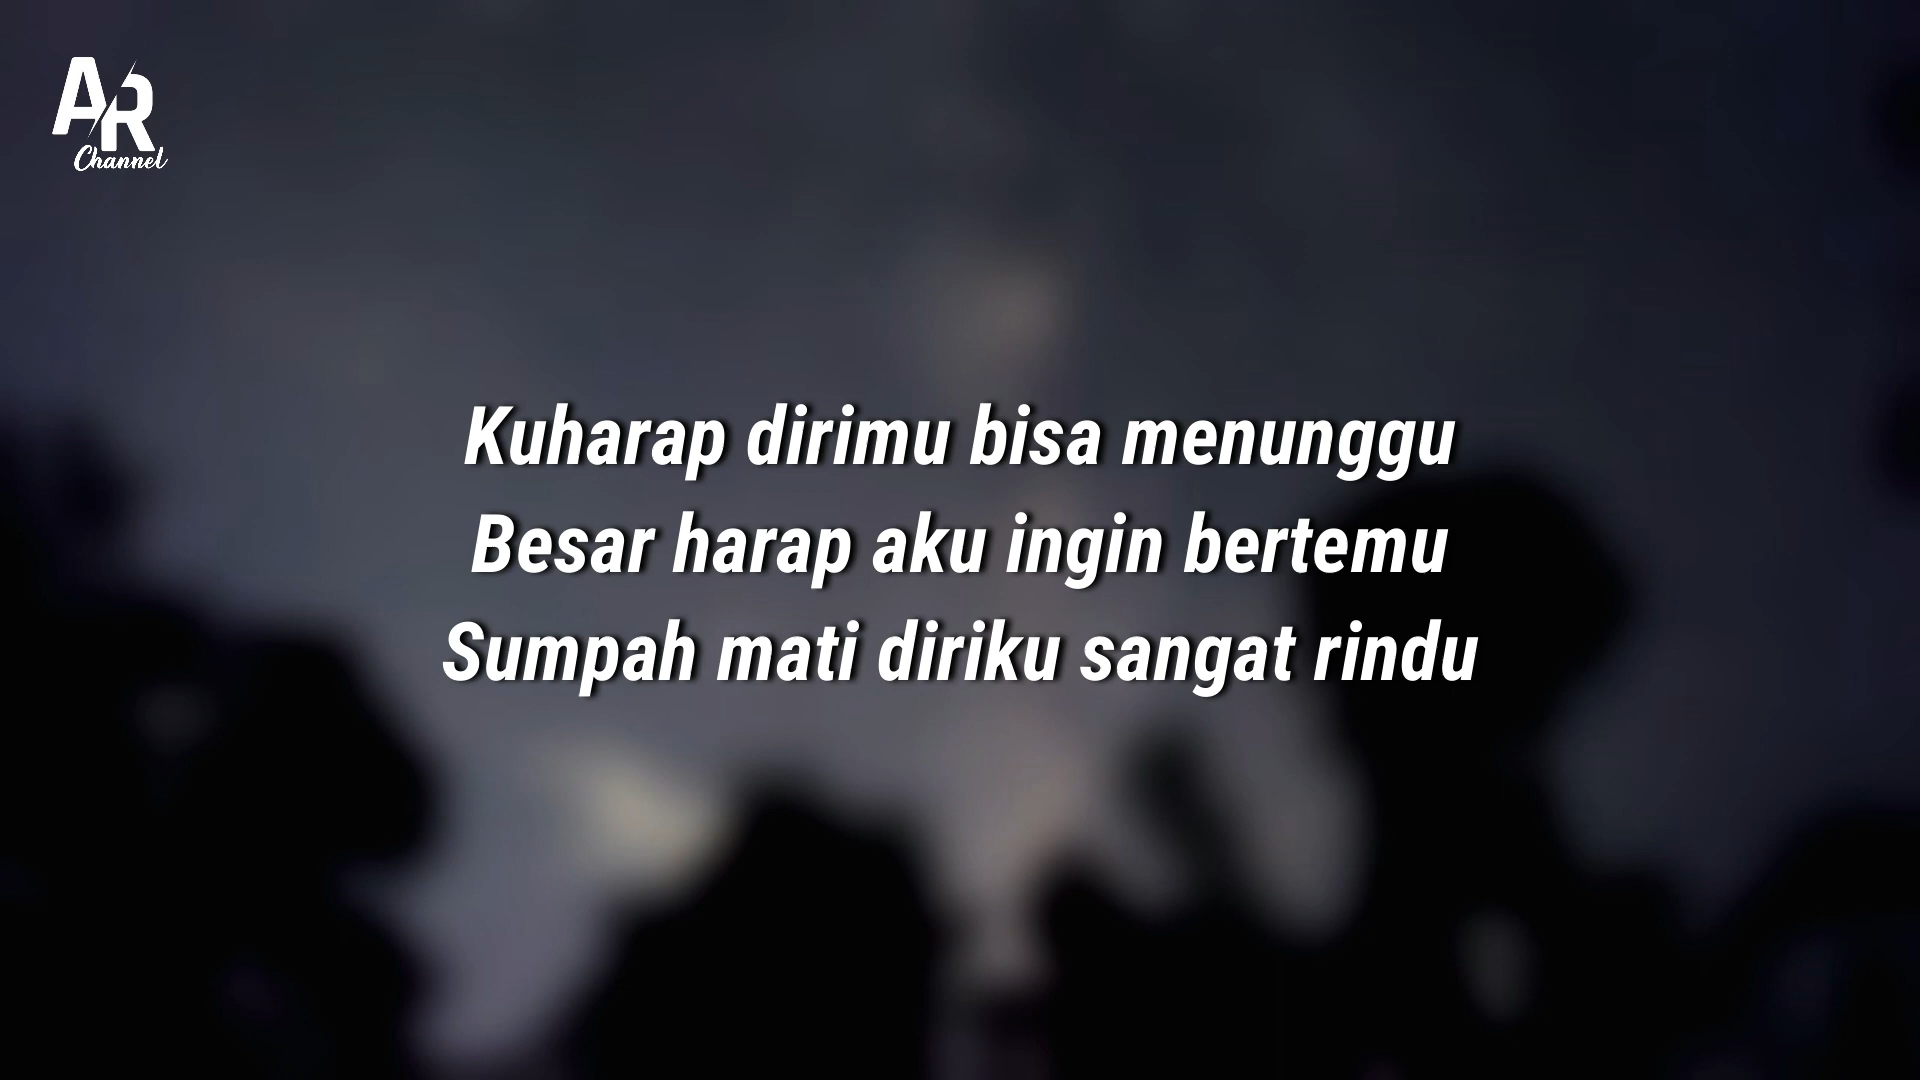 AR
Channel
Kuharap dirimu bisa menunggu
Besar harap aku ingin bertemu
Sumpah mati diriku sangat rindu